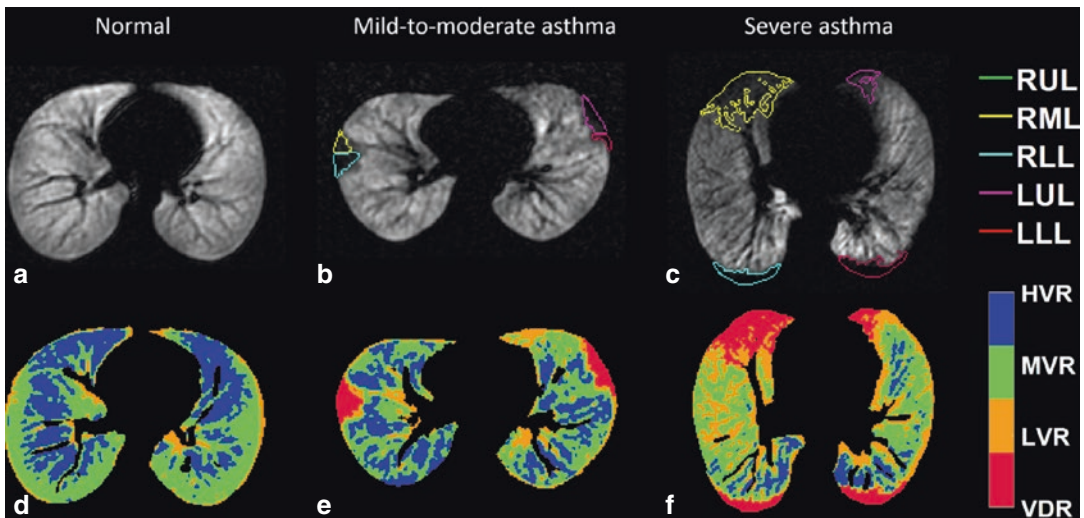 Normal
Mild-to-moderate asthma
Severe asthma
a
b
c
RUL
RML
RLL
LUL
LLL
d
e
f
HVR
MVR
LVR
VDR